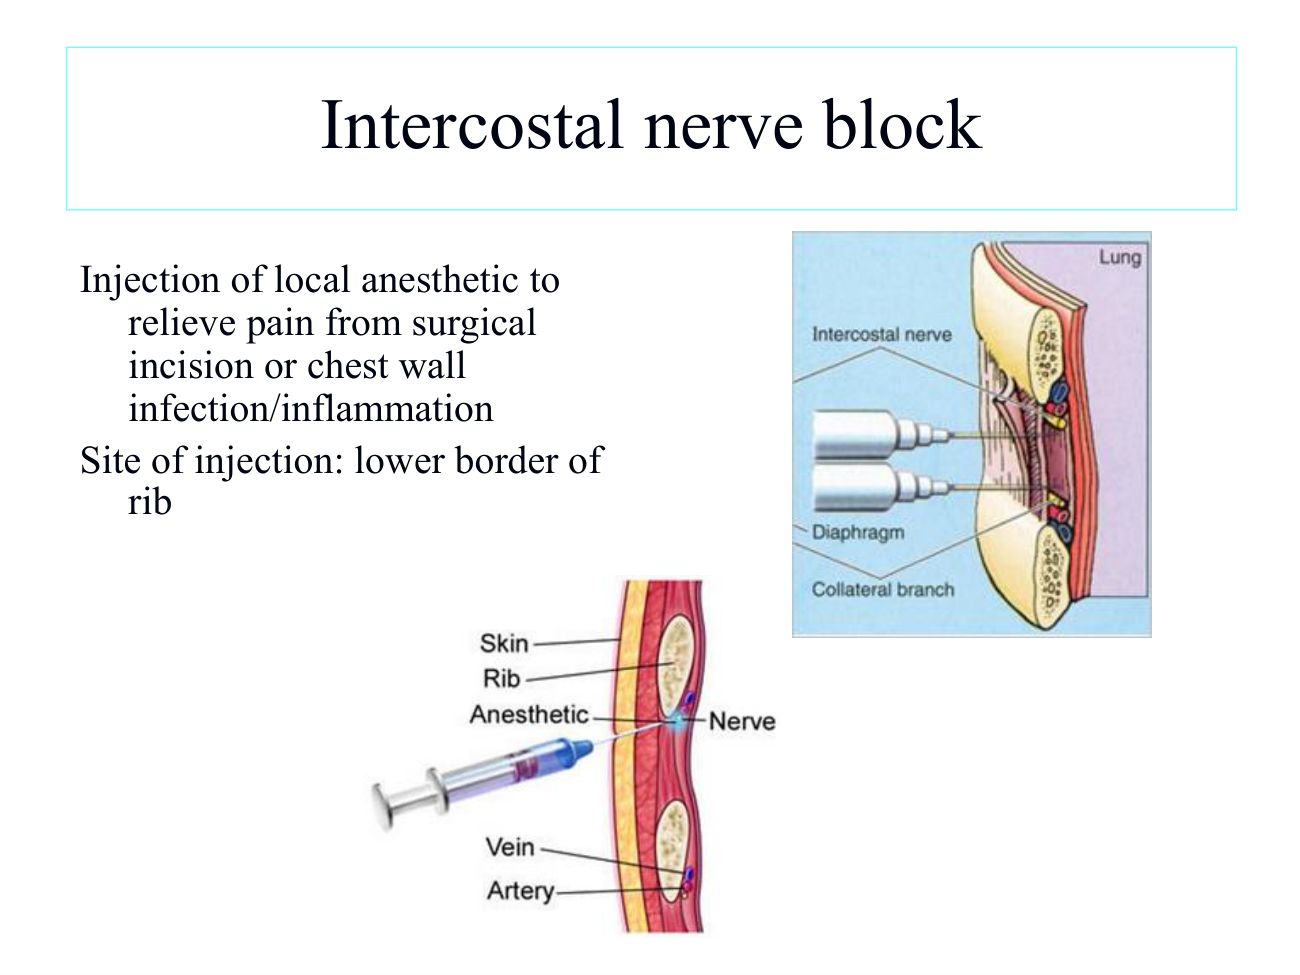 Intercostal nerve block
Injection of local anesthetic to
relieve pain from surgical
incision or chest wall
infection/inflammation
Site of injection: lower border of
rib
Lung
Intercostal nerve
Diaphragm
Collateral branch
Skin
Rib
Anesthetic
Nerve
Vein
Artery